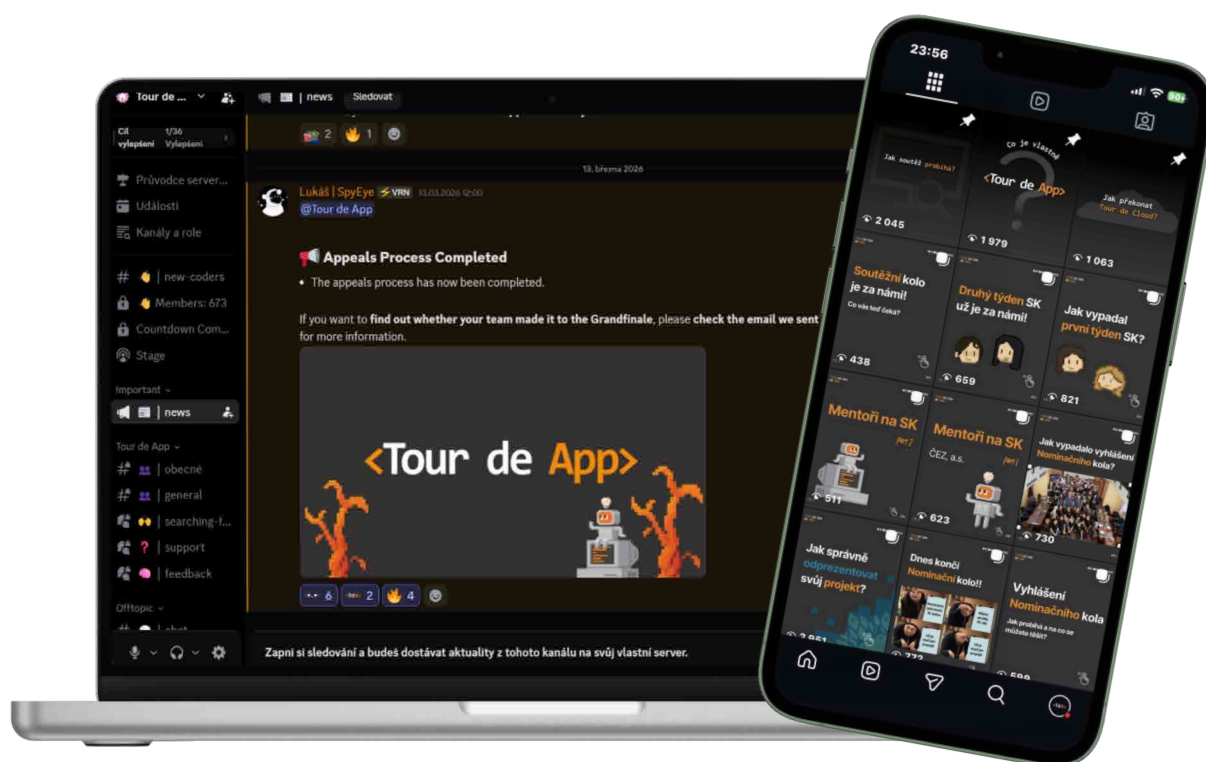 Tour de ...
Cíl vylepšení
1/36 Vylepšení
Průvodce server...
Události
Kanály a role
new-coders
Members: 673
Countdown Com...
Stage
Important
news
Tour de App
obecné
general
searching-f...
support
feedback
Offtopic
news
Sledovat
2
1
13. března 2026
Lukáš | SpyEye VRN 13.03.2026 12:00
@Tour de App
Appeals Process Completed
• The appeals process has now been completed.
If you want to find out whether your team made it to the Grandfinale, please check the email we sent
for more information.
<Tour de App>
6
2
4
Zapni si sledování a budeš dostávat aktuality z tohoto kanálu na svůj vlastní server.
23:56
90+
Jak soutěž probíhá?
2 045
Co je vlastně
<Tour de App>
1 979
Jak překonat
Tour de Cloud?
1 063
Soutěžní kolo
je za námi!
Co vás teď čeká?
438
Druhý týden SK
už je za námi!
659
Jak vypadal
první týden SK?
821
Mentoři na SK
511
Mentoři na SK
ČEZ, a.s.
623
Jak vypadalo vyhlášení
Nominačního kola?
730
Jak správně
odprezentovat
svůj projekt?
2 951
Dnes končí
Nominační kolo!!
772
Vyhlášení
Nominačního kola
Jak probíhá a na co se
můžete těšit?
599